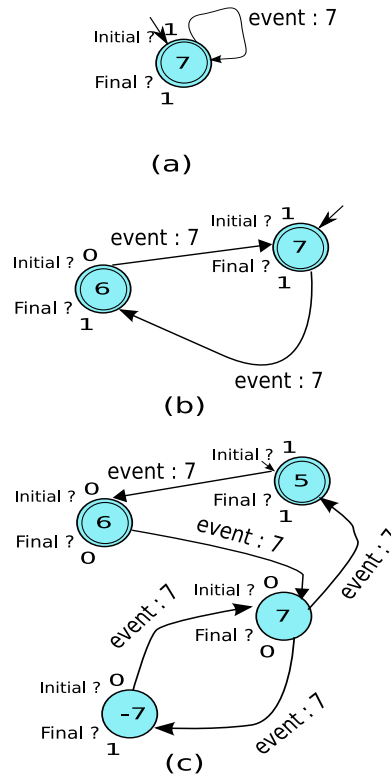 event : 7
Initial ? 1
7
Final ?
1
(a)
Initial ? 1
event : 7
7
Initial ? 0
Final ?
1
6
Final ?
1
event : 7
(b)
Initial ? 1
event : 7
5
Initial ? 0
Final ?
1
6
event : 7
Final ?
0
Initial ? 0
event : 7
7
event : 7
Final ?
0
Initial ? 0
-7
Final ?
1
event : 7
(c)